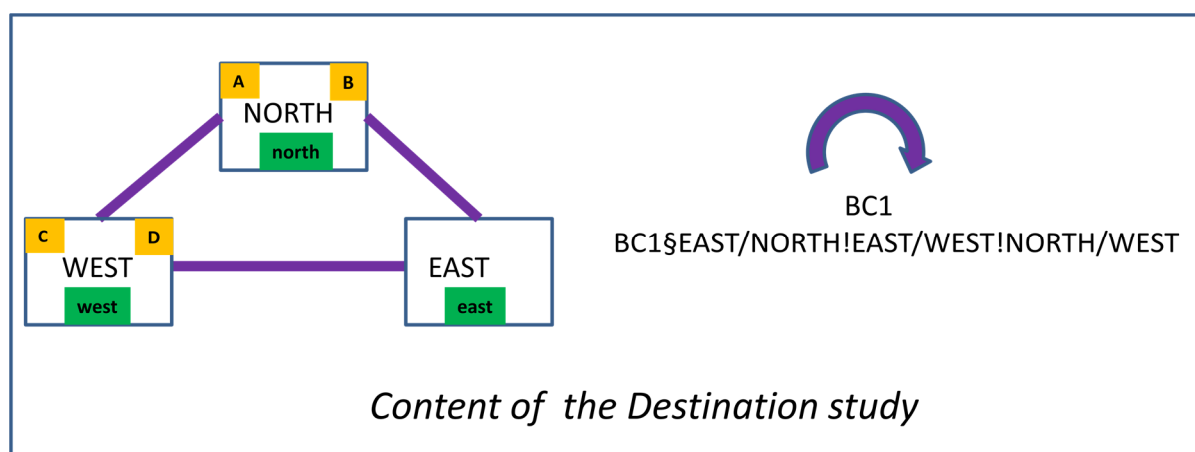 A B
NORTH
north
C D
WEST
west
EAST
east
BC1
BC1§EAST/NORTH!EAST/WEST!NORTH/WEST
Content of the Destination study